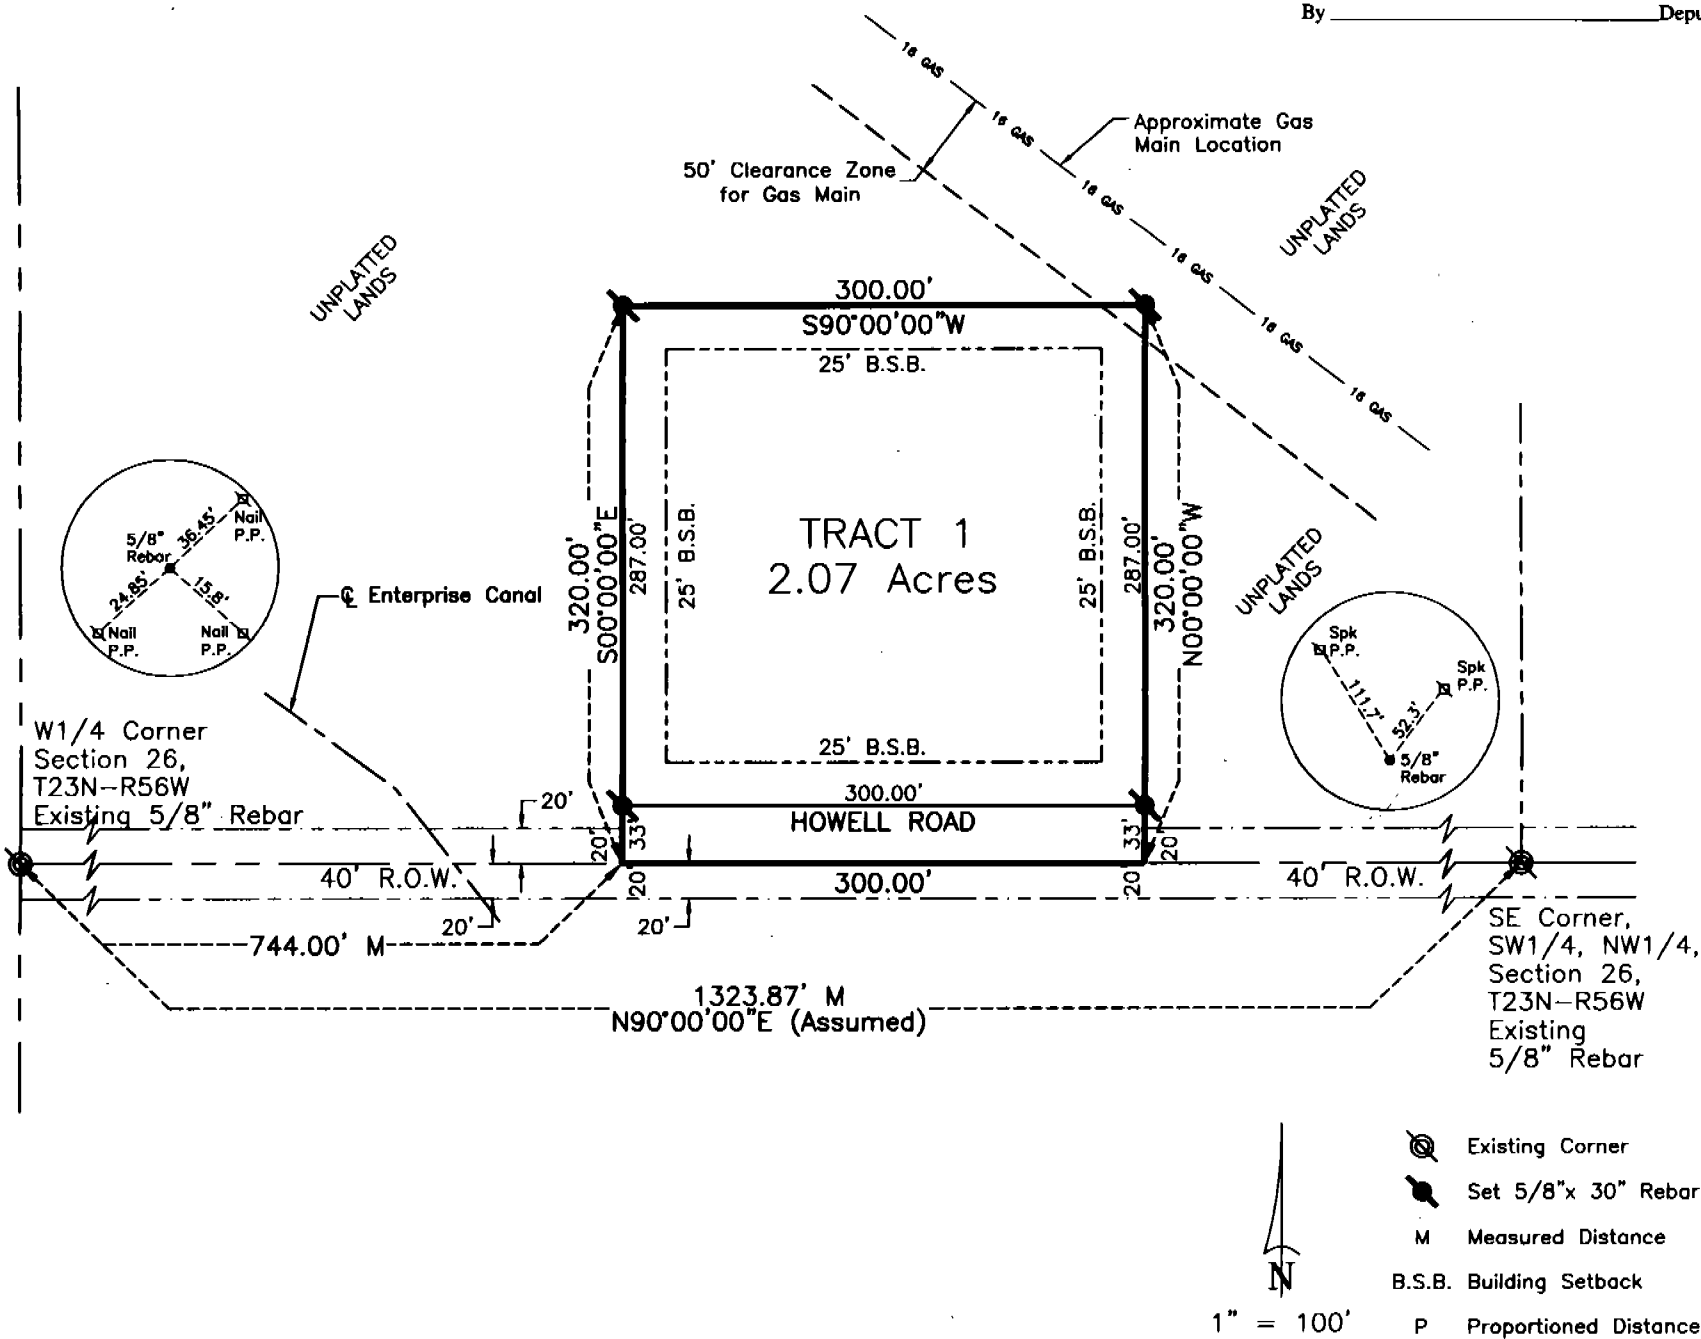 By
16 GAS
16 GAS
Approximate Gas
Main Location
50' Clearance Zone
for Gas Main
16 GAS
UNPLATTED
LANDS
UNPLATTED
LANDS
16 GAS
16 GAS
16 GAS
300.00'
S90°00'00"W
25' B.S.B.
320.00'
S00°00'00"E
287.00'
25' B.S.B.
TRACT 1
2.07 Acres
25' B.S.B.
287.00'
320.00'
N00°00'00"W
UNPLATTED
LANDS
36.45'
Nail
P.P.
5/8"
Rebar
24.85'
15.8'
Nail
P.P.
Nail
P.P.
℄ Enterprise Canal
Spk
P.P.
Spk
P.P.
111.7'
52.3'
5/8"
Rebar
W1/4 Corner
Section 26,
T23N-R56W
Existing 5/8" Rebar
25' B.S.B.
20'
300.00'
HOWELL ROAD
20'
33'
33'
20'
40' R.O.W.
20'
300.00'
20'
40' R.O.W.
20'
20'
744.00' M
1323.87' M
N90°00'00"E (Assumed)
SE Corner,
SW1/4, NW1/4,
Section 26,
T23N-R56W
Existing
5/8" Rebar
Existing Corner
Set 5/8"x 30" Rebar
M Measured Distance
B.S.B. Building Setback
P Proportioned Distance
N
1" = 100'